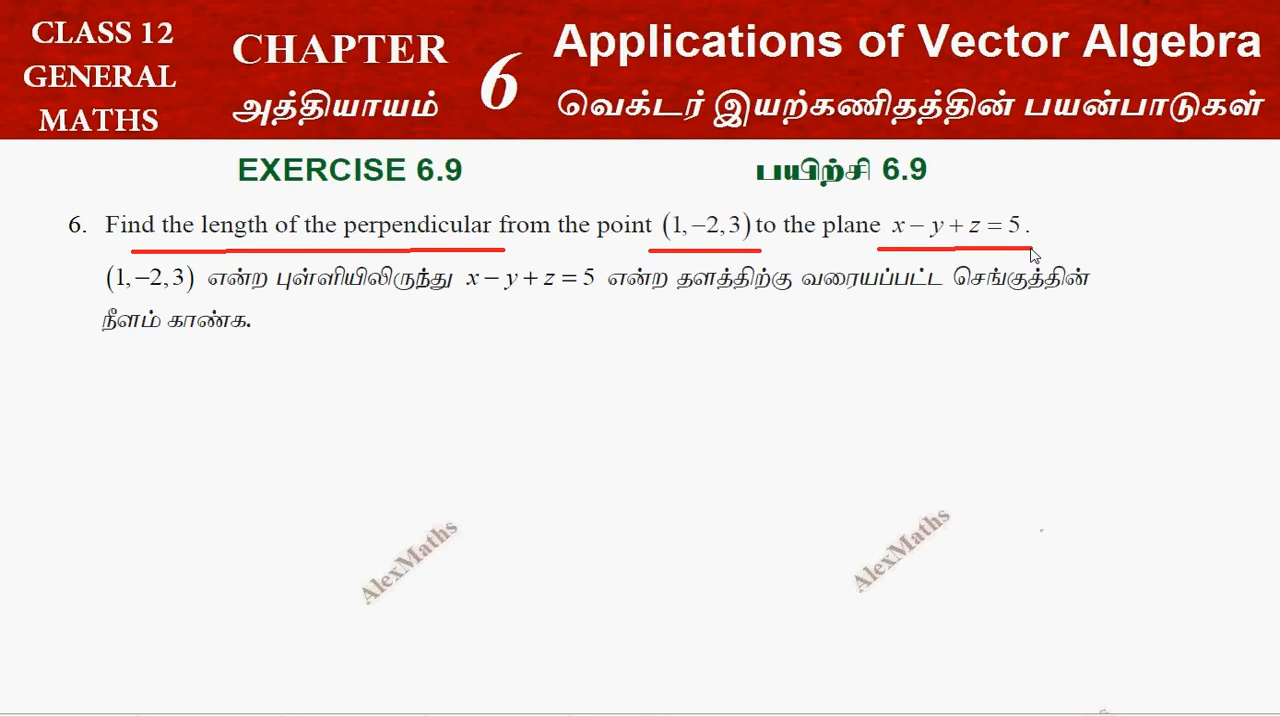 CLASS 12
GENERAL
MATHS
CHAPTER
அத்தியாயம்
6
Applications of Vector Algebra
வெக்டர் இயற்கணிதத்தின் பயன்பாடுகள்
EXERCISE 6.9
பயிற்சி 6.9
6. Find the length of the perpendicular from the point (1,−2,3) to the plane x − y + z = 5.
(1,−2,3) என்ற புள்ளியிலிருந்து x − y + z = 5 என்ற தளத்திற்கு வரையப்பட்ட செங்குத்தின்
நீளம் காண்க.
AlexMaths
AlexMaths